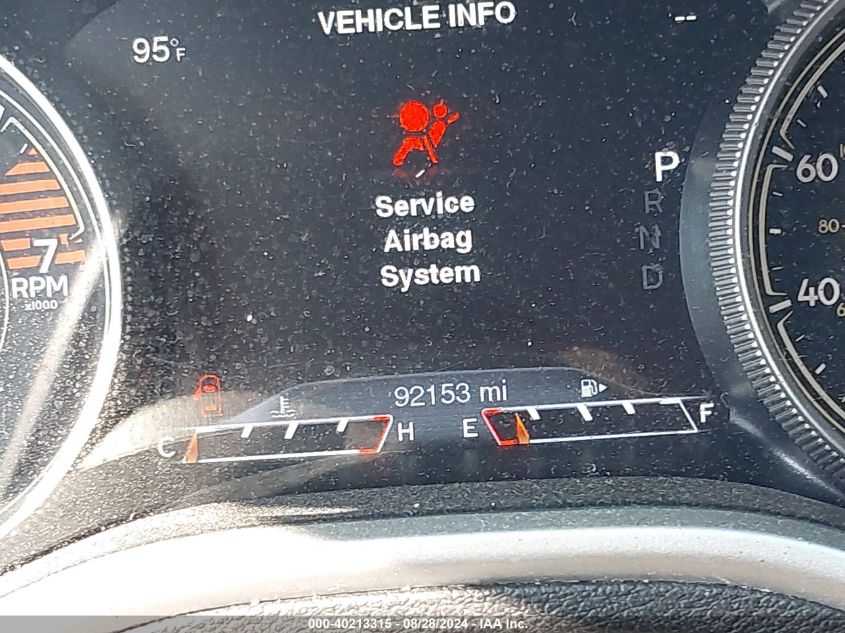 VEHICLE INFO
--
95°F
Service
Airbag
System
P
R
N
D
7
RPM
x1000
60
80
40
92153 mi
C
H
E
F
000-40213315 - 08/28/2024 - IAA Inc.